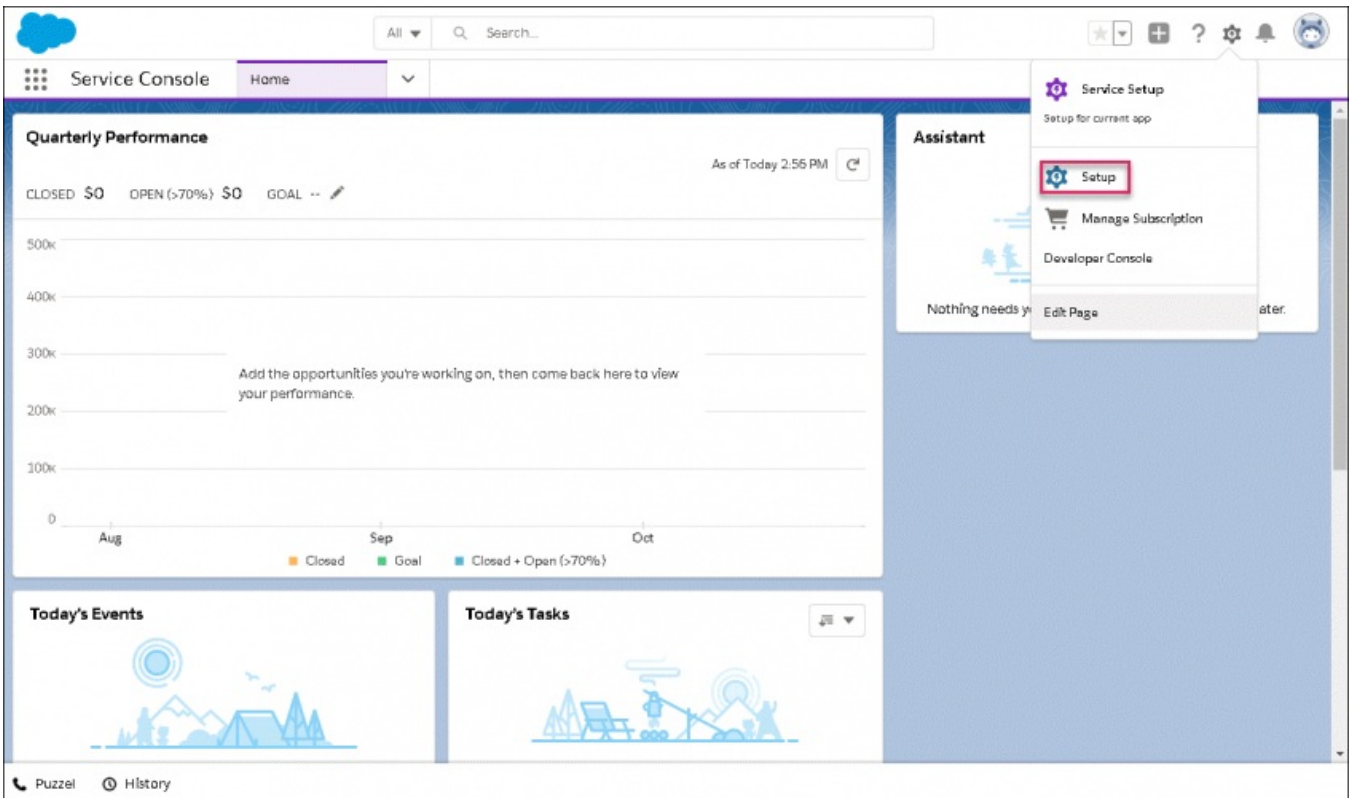 All
Search...
Service Console
Home
Service Setup
Setup for current app
Setup
Manage Subscription
Developer Console
Edit Page
Quarterly Performance
As of Today 2:56 PM
CLOSED $0 OPEN (>70%) $0 GOAL --
500K
400K
300K
200K
100K
0
Add the opportunities you're working on, then come back here to view
your performance.
Aug Sep Oct
Closed Goal Closed + Open (>70%)
Assistant
Nothing needs
ater.
Today's Events
Today's Tasks
Puzzel History